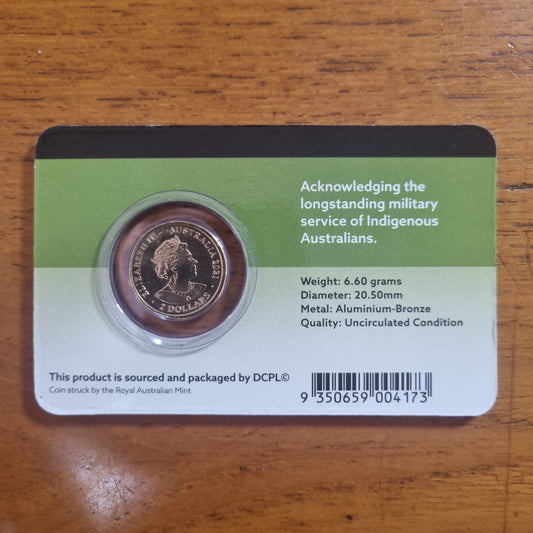 Acknowledging the
longstanding military
service of Indigenous
Australians.
ELIZABETH II AUSTRALIA 2021
2 DOLLARS
Weight: 6.60 grams
Diameter: 20.50mm
Metal: Aluminium-Bronze
Quality: Uncirculated Condition
This product is sourced and packaged by DCPL©
Coin struck by the Royal Australian Mint
9 350659 004173